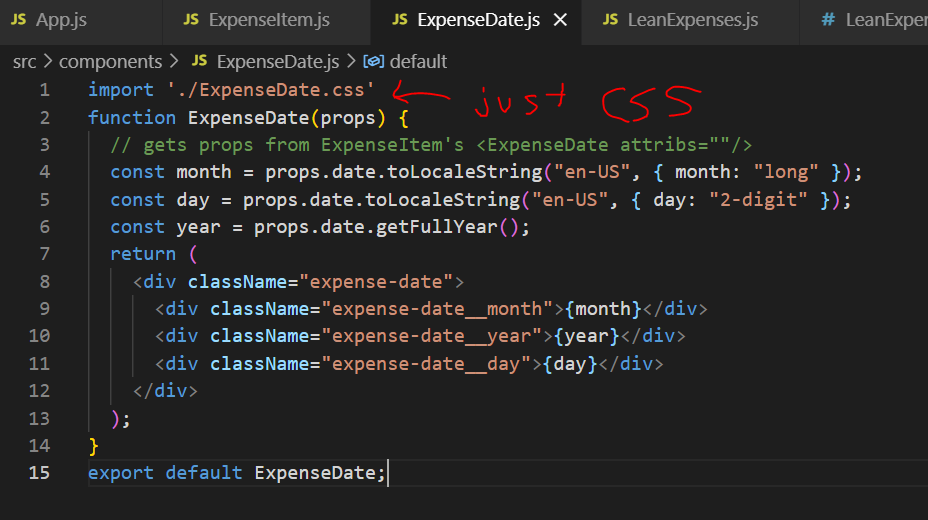 JS App.js JS ExpenseItem.js JS ExpenseDate.js × JS LeanExpenses.js # LeanExpen
src > components > JS ExpenseDate.js > default
1 import './ExpenseDate.css' just CSS
2 function ExpenseDate(props) {
3 // gets props from ExpenseItem's <ExpenseDate attribs=""/>
4 const month = props.date.toLocaleString("en-US", { month: "long" });
5 const day = props.date.toLocaleString("en-US", { day: "2-digit" });
6 const year = props.date.getFullYear();
7 return (
8 <div className="expense-date">
9 <div className="expense-date__month">{month}</div>
10 <div className="expense-date__year">{year}</div>
11 <div className="expense-date__day">{day}</div>
12 </div>
13 );
14 }
15 export default ExpenseDate;